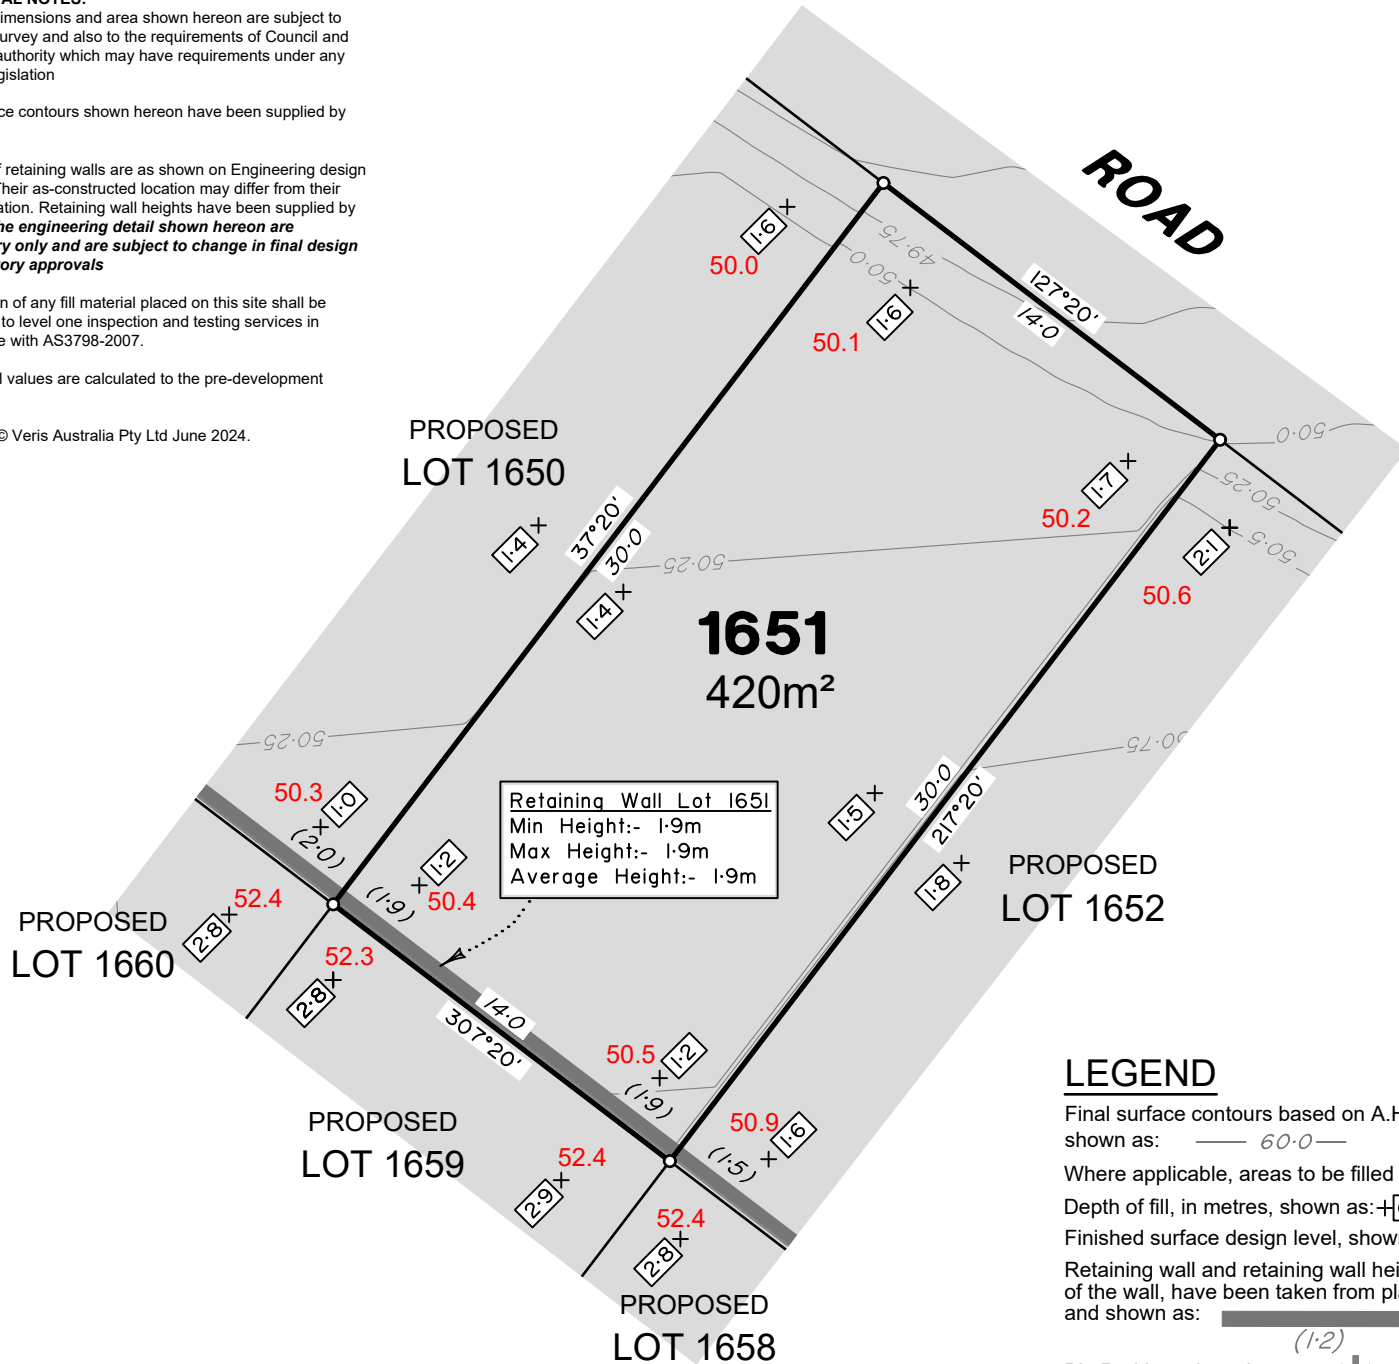 AL NOTES:
imensions and area shown hereon are subject to
urvey and also to the requirements of Council and
authority which may have requirements under any
gislation
ce contours shown hereon have been supplied by
f retaining walls are as shown on Engineering design
Their as-constructed location may differ from their
ation. Retaining wall heights have been supplied by
he engineering detail shown hereon are
ry only and are subject to change in final design
tory approvals
n of any fill material placed on this site shall be
to level one inspection and testing services in
e with AS3798-2007.
l values are calculated to the pre-development
© Veris Australia Pty Ltd June 2024.
ROAD
1·6
50.0
49·75
50·0
1·6
50.1
127°20'
14·0
50·0
50·25
50·5
PROPOSED
LOT 1650
1·7
50.2
2·1
50.6
37°20'
30·0
1·4
1·4
50·25
1651
420m²
50·25
50·75
50.3
1·0
(2·0)
Retaining Wall Lot 1651
Min Height:- 1·9m
Max Height:- 1·9m
Average Height:- 1·9m
1·5
30·0
217°20'
1·8
PROPOSED
LOT 1652
1·2
(1·9)
50.4
52.4
2·8
PROPOSED
LOT 1660
52.3
2·8
14·0
307°20'
50.5
1·2
(1·9)
50.9
1·6
(1·5)
PROPOSED
LOT 1659
52.4
2·9
52.4
2·8
PROPOSED
LOT 1658
LEGEND
Final surface contours based on A.H
shown as: 60·0
Where applicable, areas to be filled
Depth of fill, in metres, shown as:
Finished surface design level, show
Retaining wall and retaining wall hei
of the wall, have been taken from pla
and shown as:
(1·2)